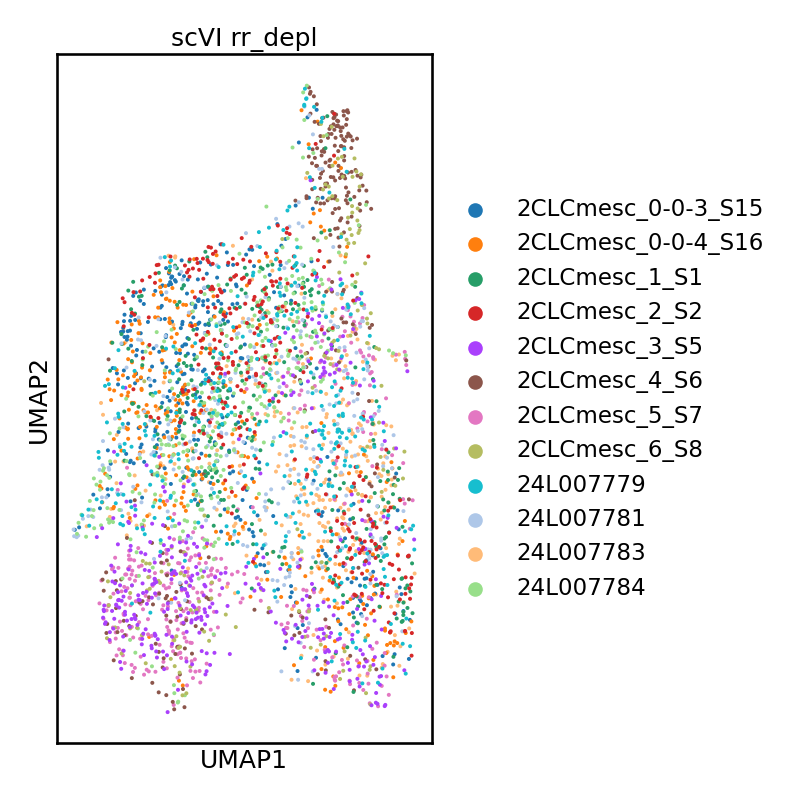 scVI rr_depl
UMAP2
UMAP1
2CLCmesc_0-0-3_S15
2CLCmesc_0-0-4_S16
2CLCmesc_1_S1
2CLCmesc_2_S2
2CLCmesc_3_S5
2CLCmesc_4_S6
2CLCmesc_5_S7
2CLCmesc_6_S8
24L007779
24L007781
24L007783
24L007784